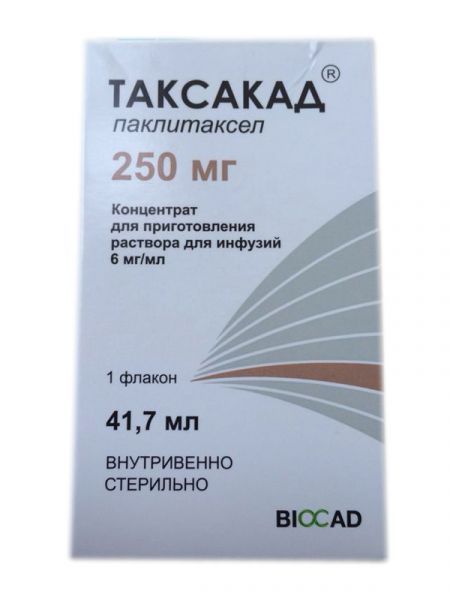 ТАКСАКАД®
паклитаксел
250 мг
Концентрат
для приготовления
раствора для инфузий
6 мг/мл
1 флакон
41,7 мл
ВНУТРИВЕННО
СТЕРИЛЬНО
BIOCAD